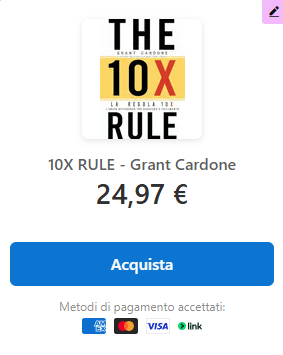 THE
GRANT CARDONE
10X
LA REGOLA 10X
RULE
10X RULE - Grant Cardone
24,97 €
Acquista
Metodi di pagamento accettati:
AMEX
VISA
link